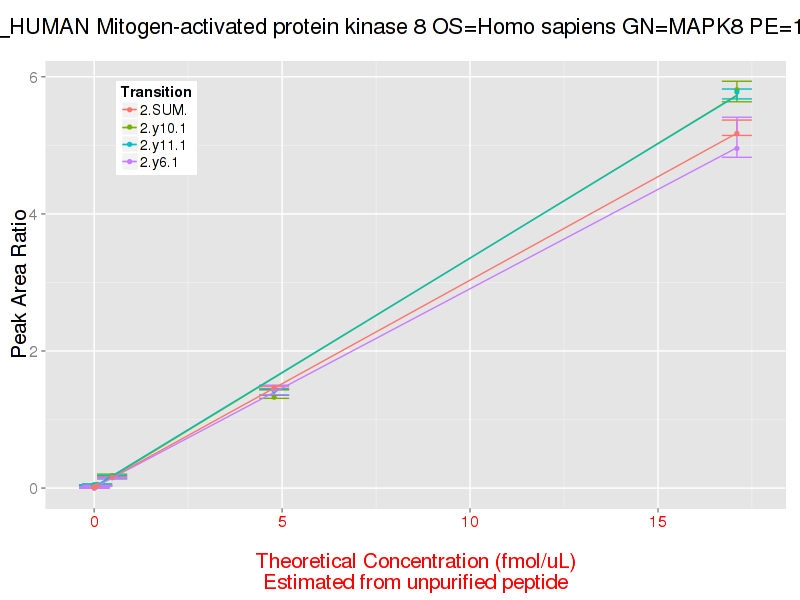 _HUMAN Mitogen-activated protein kinase 8 OS=Homo sapiens GN=MAPK8 PE=1
Transition
2.SUM.
2.y10.1
2.y11.1
2.y6.1
Peak Area Ratio
6
4
2
0
0 5 10 15
Theoretical Concentration (fmol/uL)
Estimated from unpurified peptide